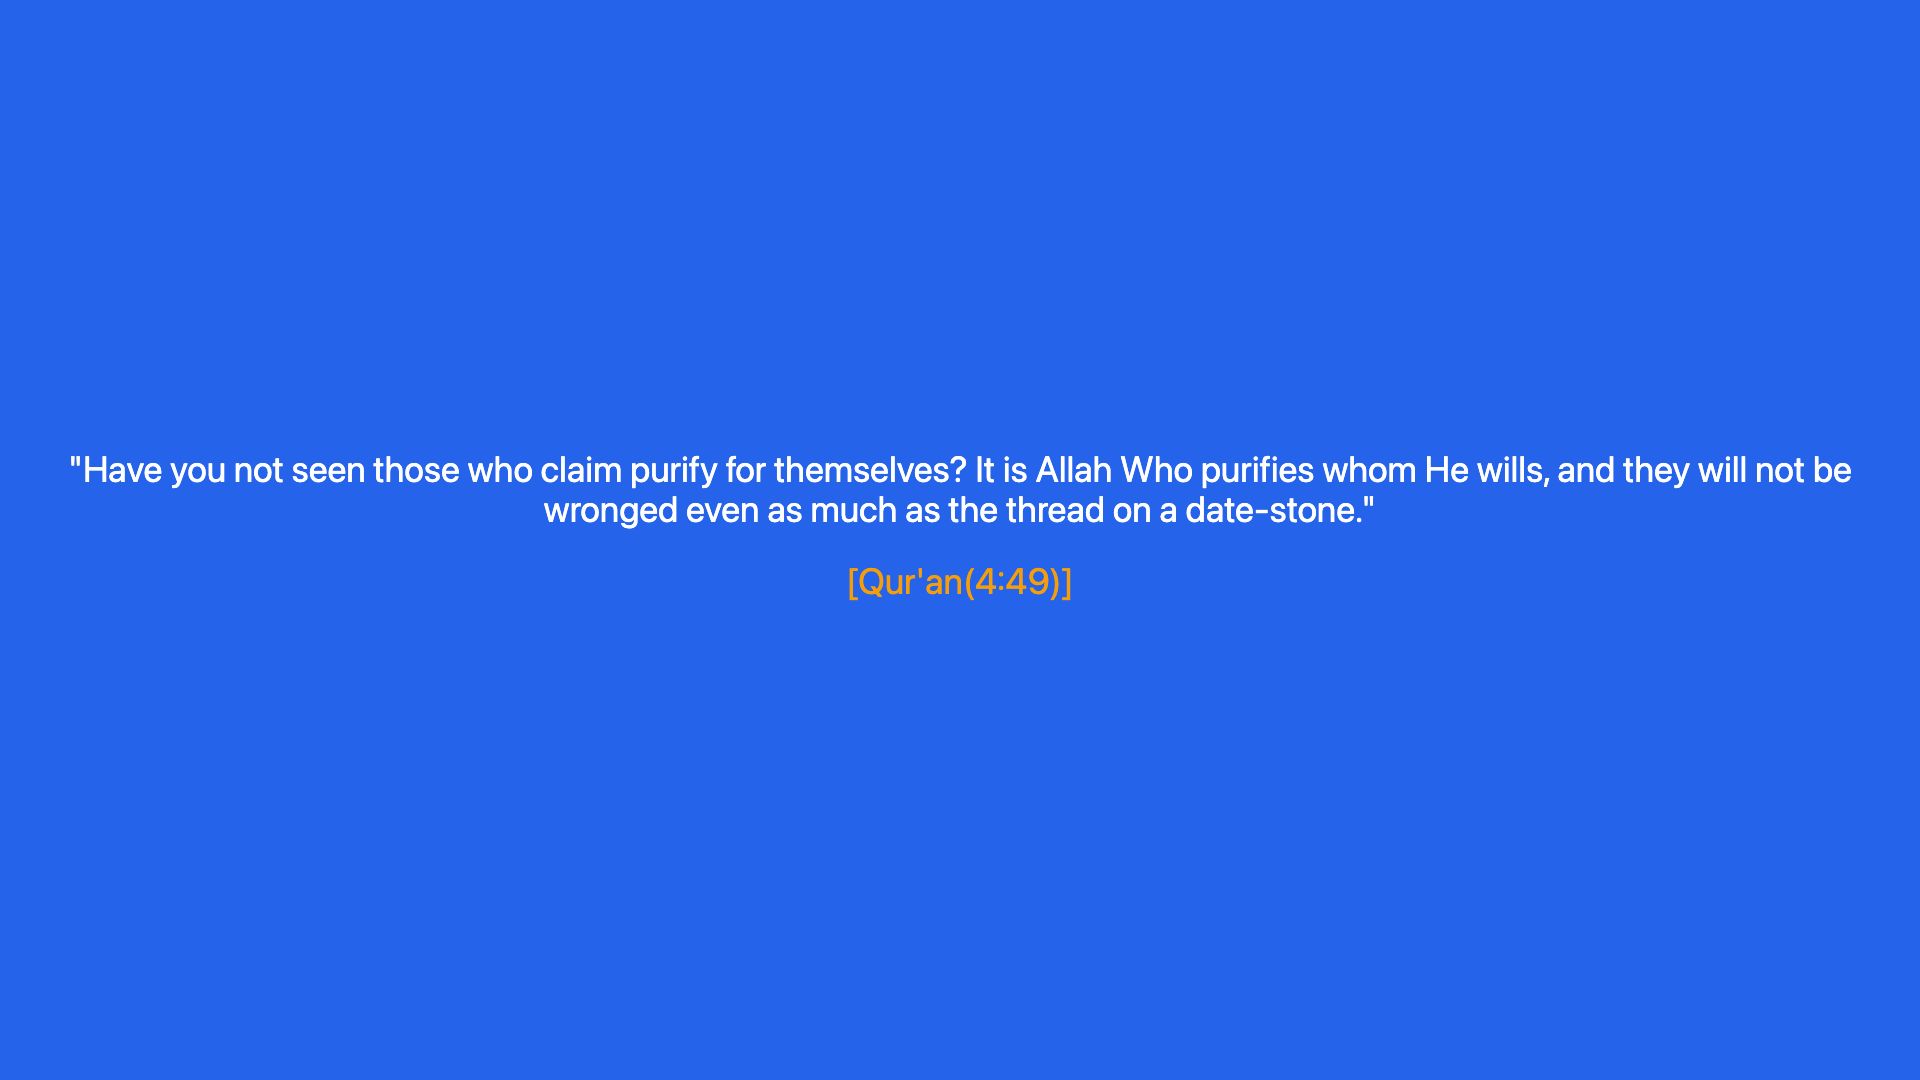 "Have you not seen those who claim purify for themselves? It is Allah Who purifies whom He wills, and they will not be
wronged even as much as the thread on a date-stone."
[Qur'an(4:49)]